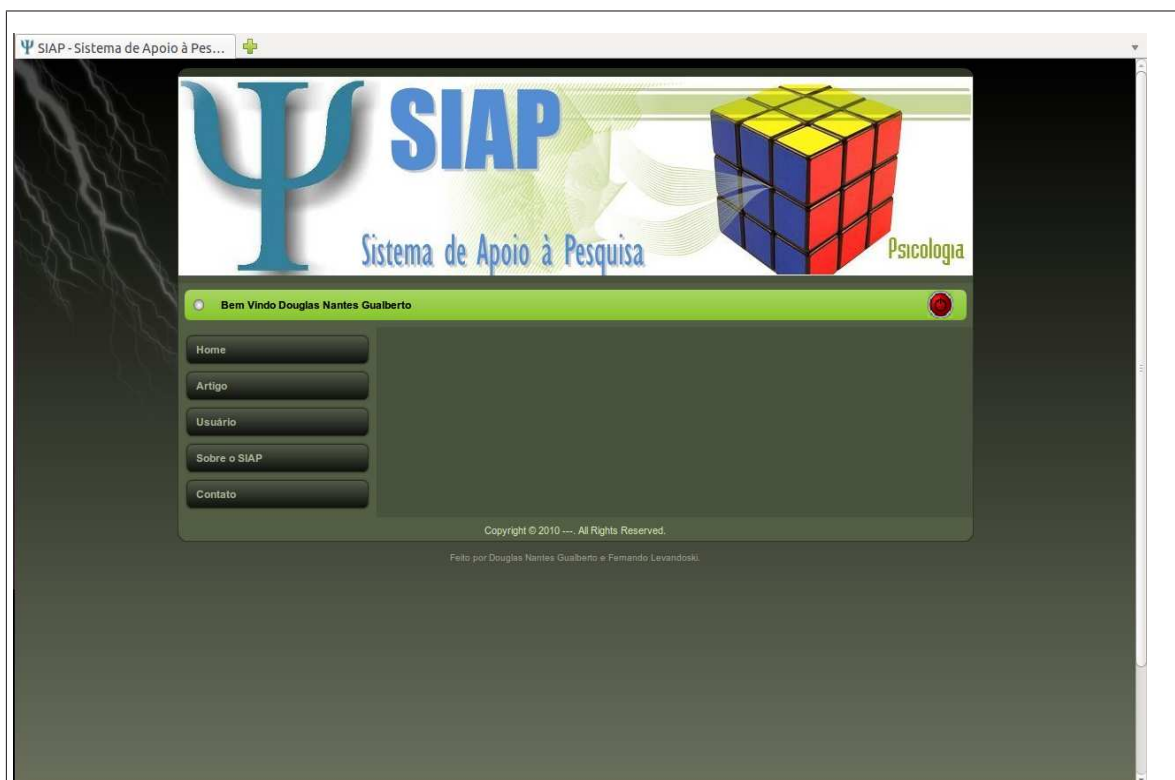 Ψ SIAP - Sistema de Apoio à Pes...
SIAP
Sistema de Apoio à Pesquisa
Psicologia
Bem Vindo Douglas Nantes Gualberto
Home
Artigo
Usuário
Sobre o SIAP
Contato
Copyright © 2010 ---. All Rights Reserved.
Feito por Douglas Nantes Gualberto e Fernando Levandoski.